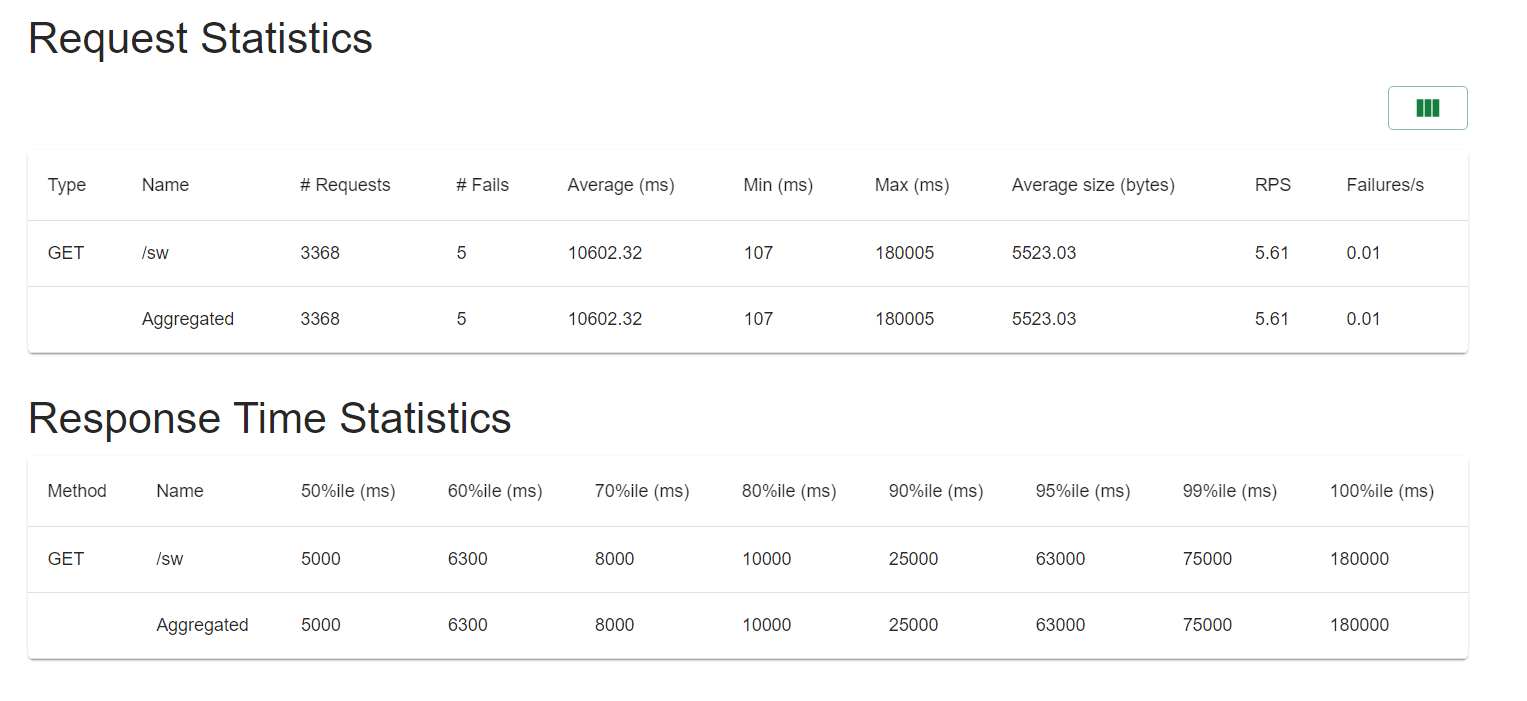 Request Statistics
Type Name # Requests # Fails Average (ms) Min (ms) Max (ms) Average size (bytes) RPS Failures/s
GET /sw 3368 5 10602.32 107 180005 5523.03 5.61 0.01
Aggregated 3368 5 10602.32 107 180005 5523.03 5.61 0.01
Response Time Statistics
Method Name 50%ile (ms) 60%ile (ms) 70%ile (ms) 80%ile (ms) 90%ile (ms) 95%ile (ms) 99%ile (ms) 100%ile (ms)
GET /sw 5000 6300 8000 10000 25000 63000 75000 180000
Aggregated 5000 6300 8000 10000 25000 63000 75000 180000